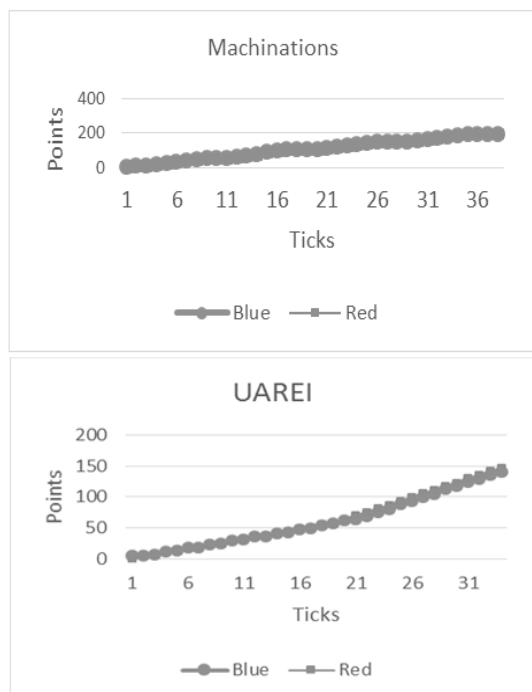 Machinations
400
200
0
Points
1 6 11 16 21 26 31 36
Ticks
Blue Red
UAREI
200
150
100
50
0
Points
1 6 11 16 21 26 31
Ticks
Blue Red